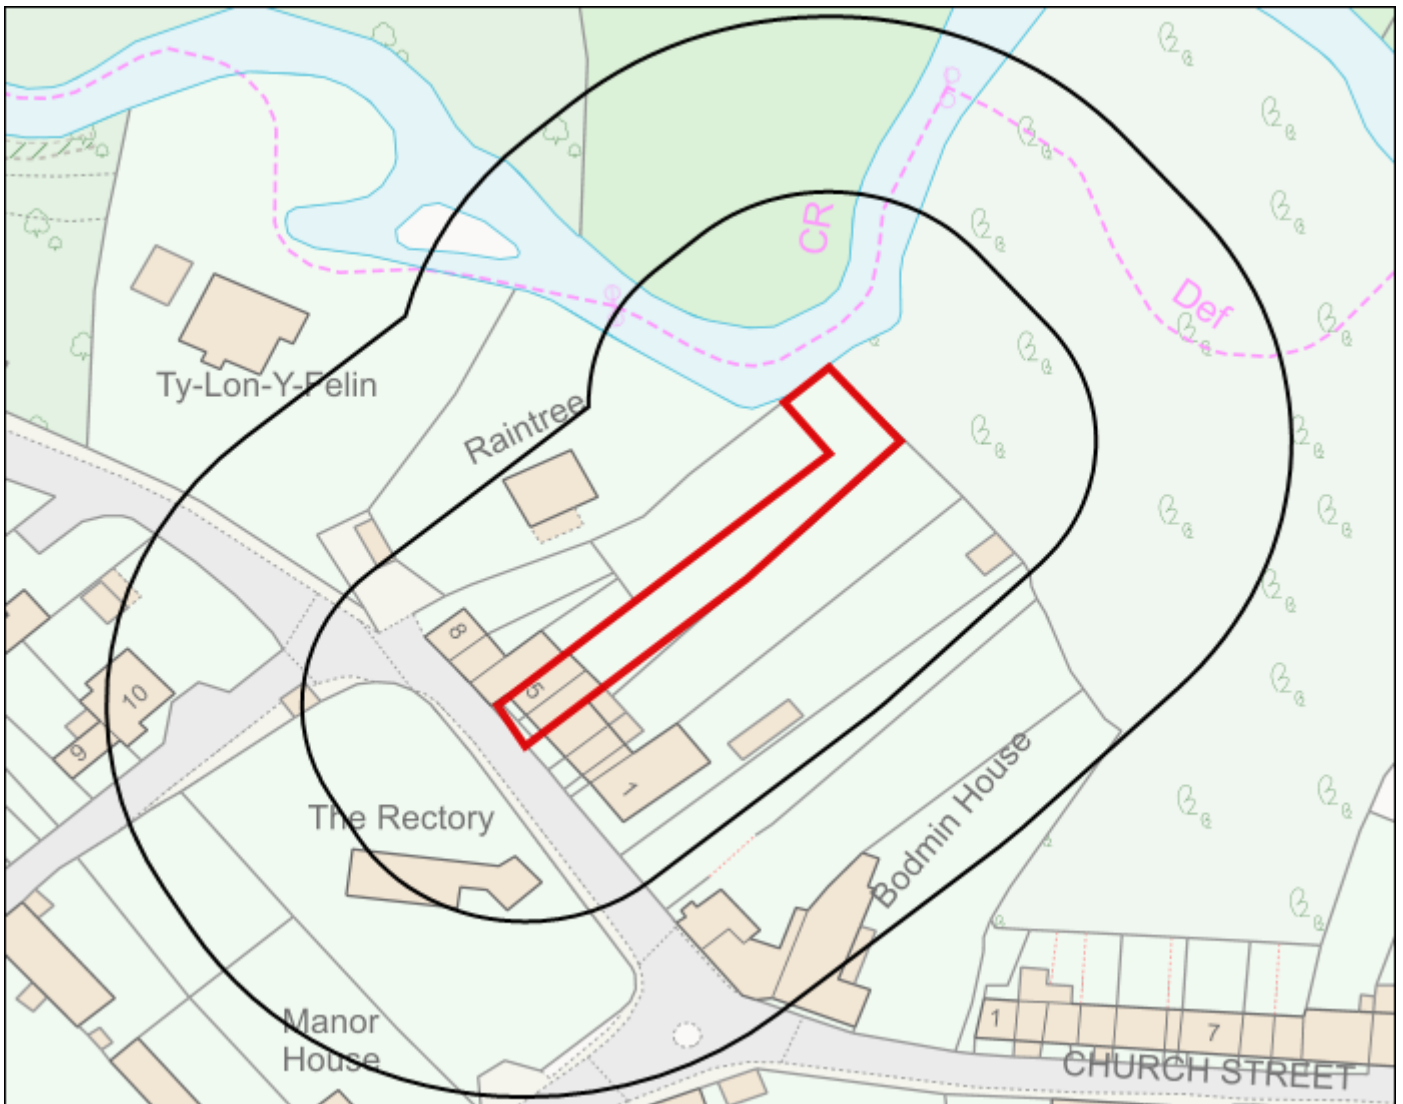 CR
Def
Ty-Lon-Y-Felin
Raintree
8
5
10
9
1
The Rectory
Bodmin House
Manor
House
1
7
CHURCH STREET